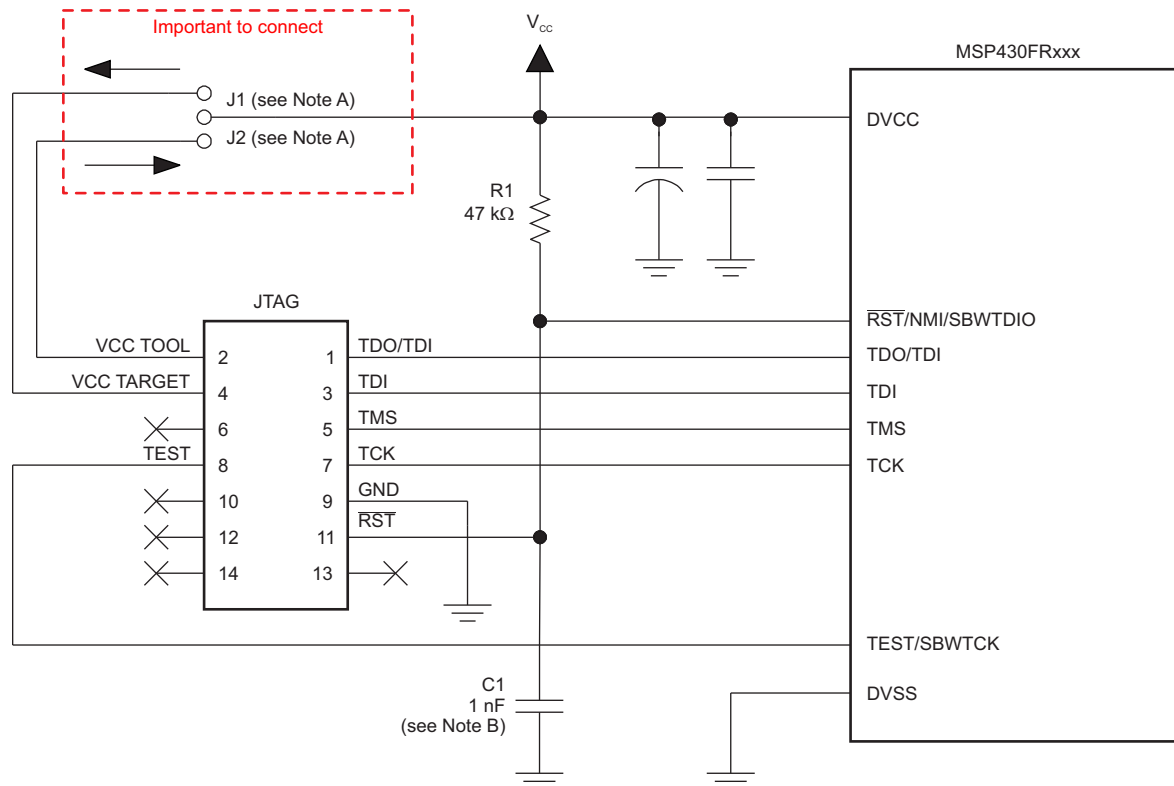 Important to connect
J1 (see Note A)
J2 (see Note A)
VCC
MSP430FRxxx
DVCC
R1
47 kΩ
JTAG
RST/NMI/SBWTDIO
VCC TOOL
2
1
TDO/TDI
TDO/TDI
VCC TARGET
4
3
TDI
TDI
6
5
TMS
TMS
TEST
8
7
TCK
TCK
10
9
GND
12
11
RST
14
13
TEST/SBWTCK
C1
1 nF
(see Note B)
DVSS